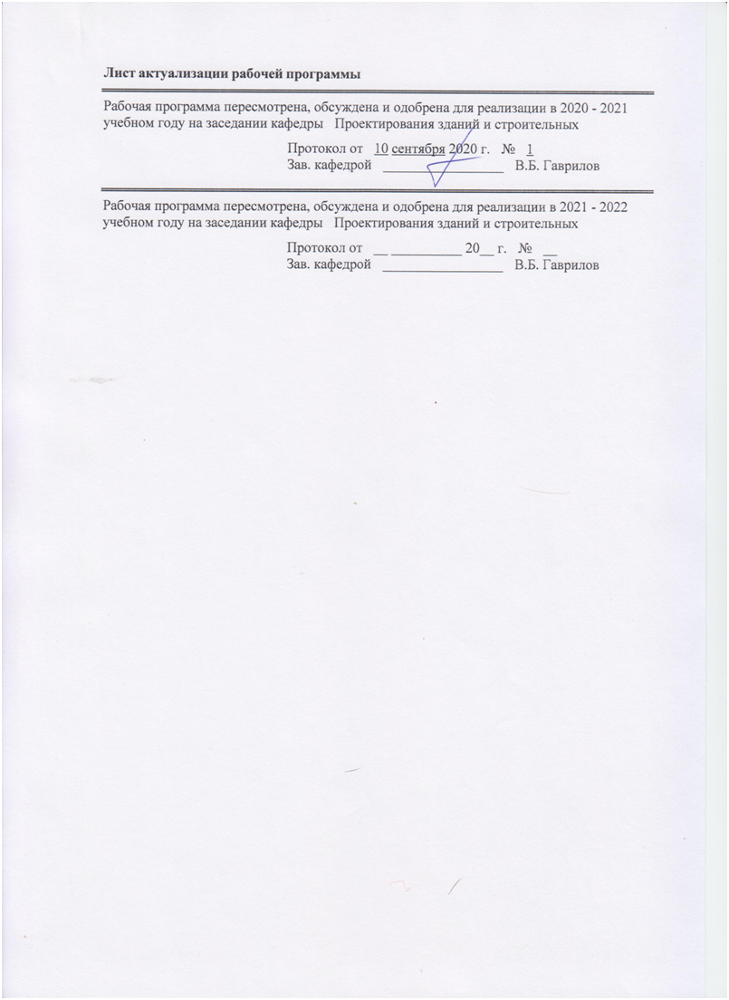 Лист актуализации рабочей программы
Рабочая программа пересмотрена, обсуждена и одобрена для реализации в 2020 - 2021
учебном году на заседании кафедры Проектирования зданий и строительных
Протокол от 10 сентября 2020 г. № 1
Зав. кафедрой ________________ В.Б. Гаврилов
Рабочая программа пересмотрена, обсуждена и одобрена для реализации в 2021 - 2022
учебном году на заседании кафедры Проектирования зданий и строительных
Протокол от __ __________ 20__ г. № __
Зав. кафедрой ________________ В.Б. Гаврилов